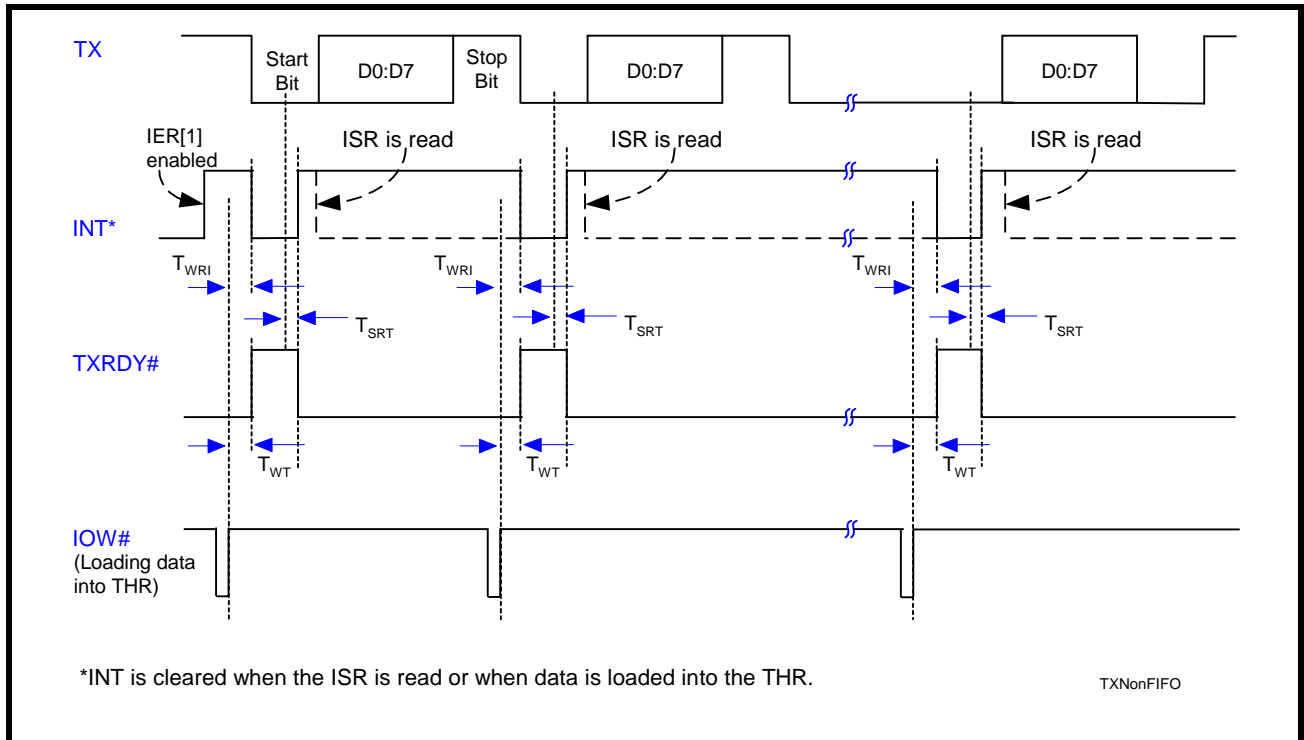 TX
Start
Bit
D0:D7
Stop
Bit
D0:D7
D0:D7
IER[1]
enabled
ISR is read
ISR is read
ISR is read
INT*
TWRI
TWRI
TWRI
TSRT
TSRT
TSRT
TXRDY#
TWT
TWT
TWT
IOW#
(Loading data
into THR)
*INT is cleared when the ISR is read or when data is loaded into the THR.
TXNonFIFO